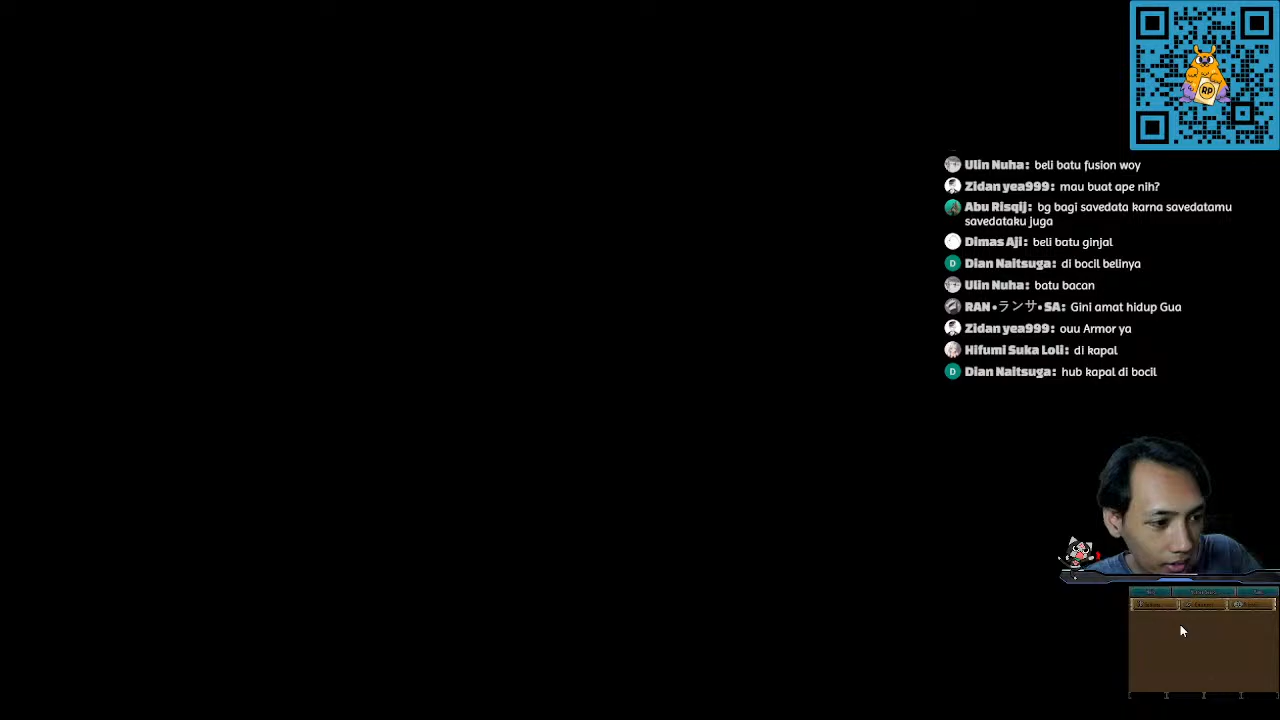 RP
Ulin Nuha: beli batu fusion woy
Zidan yea999: mau buat ape nih?
Abu Risqij: bg bagi savedata karna savedatamu
savedataku juga
Dimas Aji: beli batu ginjal
D Dian Naitsuga: di bocil belinya
Ulin Nuha: batu bacan
RAN•ランサ•SA: Gini amat hidup Gua
Zidan yea999: ouu Armor ya
Hifumi Suka Loli: di kapal
D Dian Naitsuga: hub kapal di bocil